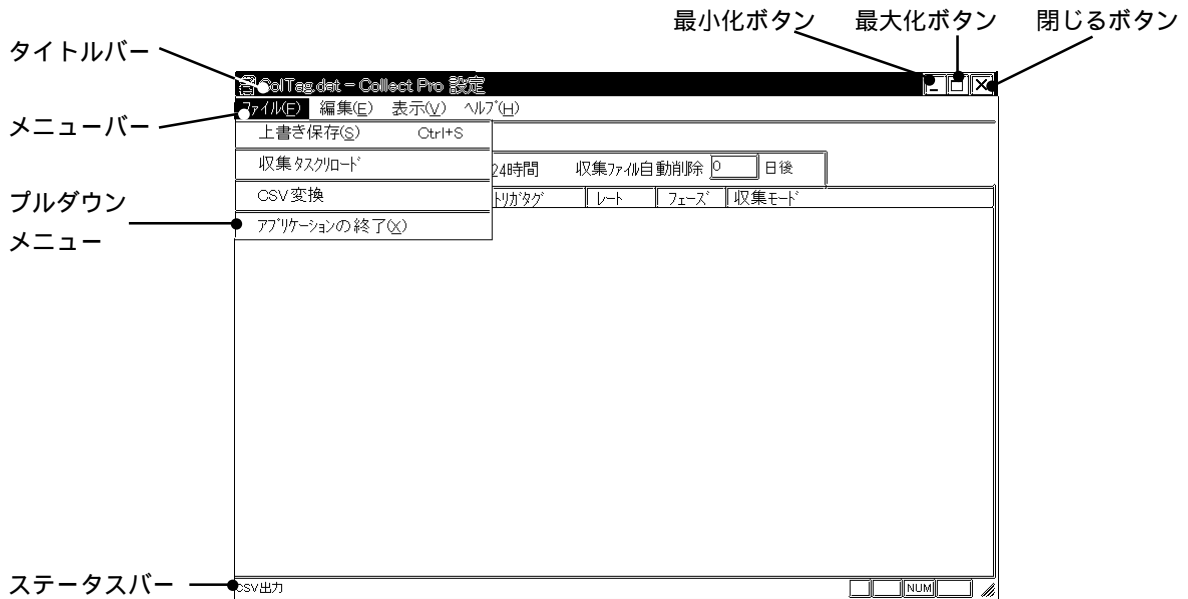 最小化ボタン 最大化ボタン 閉じるボタン
タイトルバー
ColTag.dat - Collect Pro 設定
メニューバー
ﾌｧｲﾙ(F) 編集(E) 表示(V) ﾍﾙﾌﾟ(H)
上書き保存(S) Ctrl+S
収集ﾀｽｸﾘﾛｰﾄﾞ
24時間 収集ﾌｧｲﾙ自動削除 0 日後
CSV変換
ﾄﾘｶﾞﾀｸﾞ ﾚｰﾄ ﾌｪｰｽﾞ 収集ﾓｰﾄﾞ
プルダウン
メニュー
ｱﾌﾟﾘｹｰｼｮﾝの終了(X)
ステータスバー
CSV出力
NUM